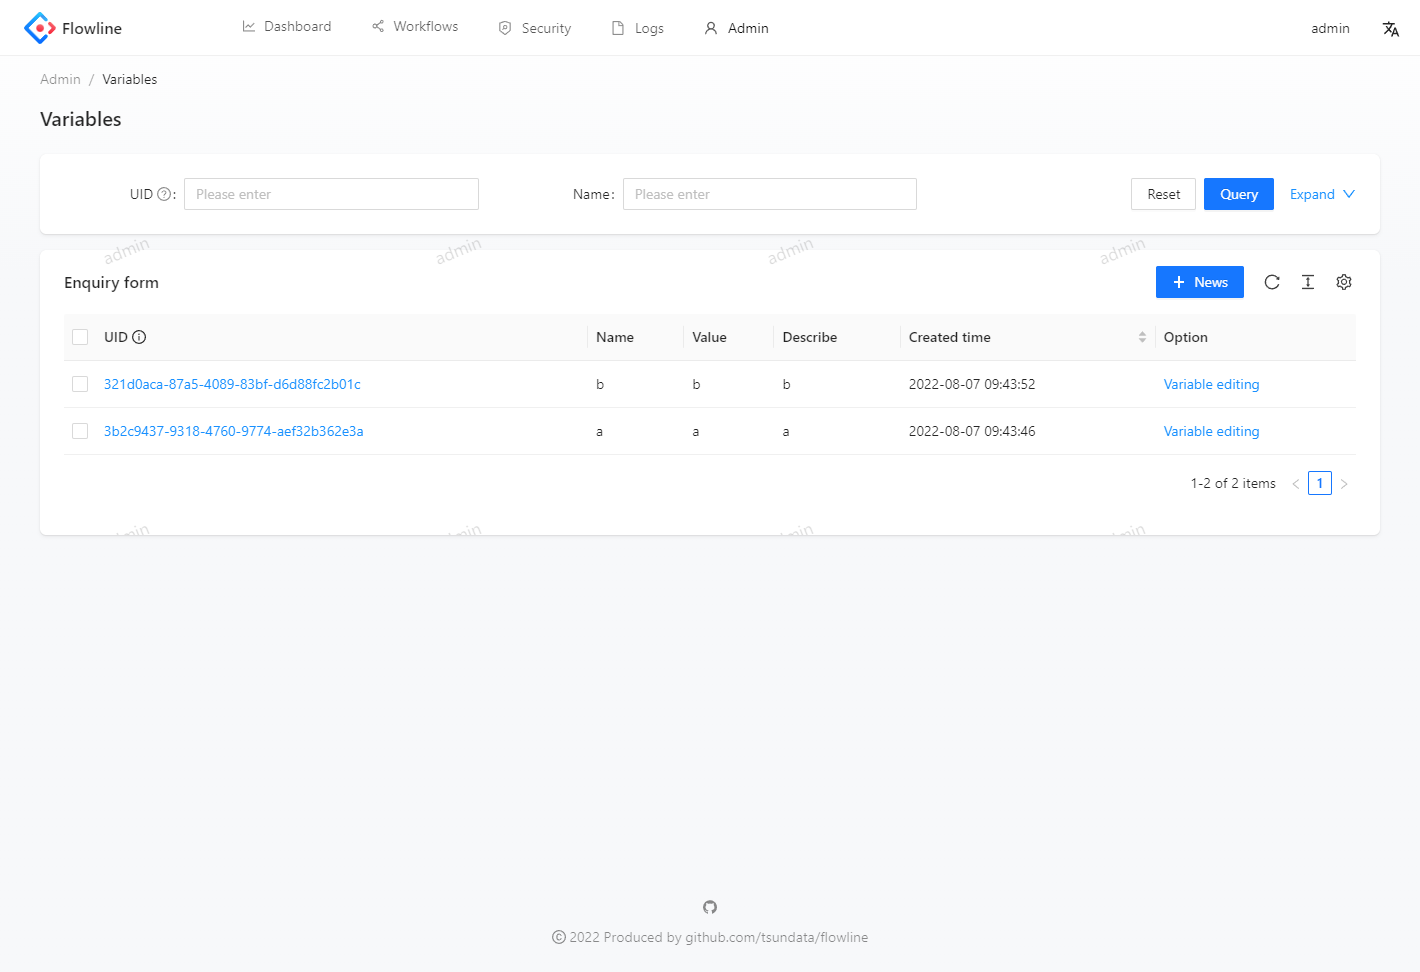 Flowline Dashboard Workflows Security Logs Admin admin
Admin / Variables
Variables
UID : Please enter Name : Please enter Reset Query Expand
admin admin admin admin
Enquiry form + News
UID Name Value Describe Created time Option
321d0aca-87a5-4089-83bf-d6d88fc2b01c b b b 2022-08-07 09:43:52 Variable editing
3b2c9437-9318-4760-9774-aef32b362e3a a a a 2022-08-07 09:43:46 Variable editing
1-2 of 2 items < 1 >
© 2022 Produced by github.com/tsundata/flowline